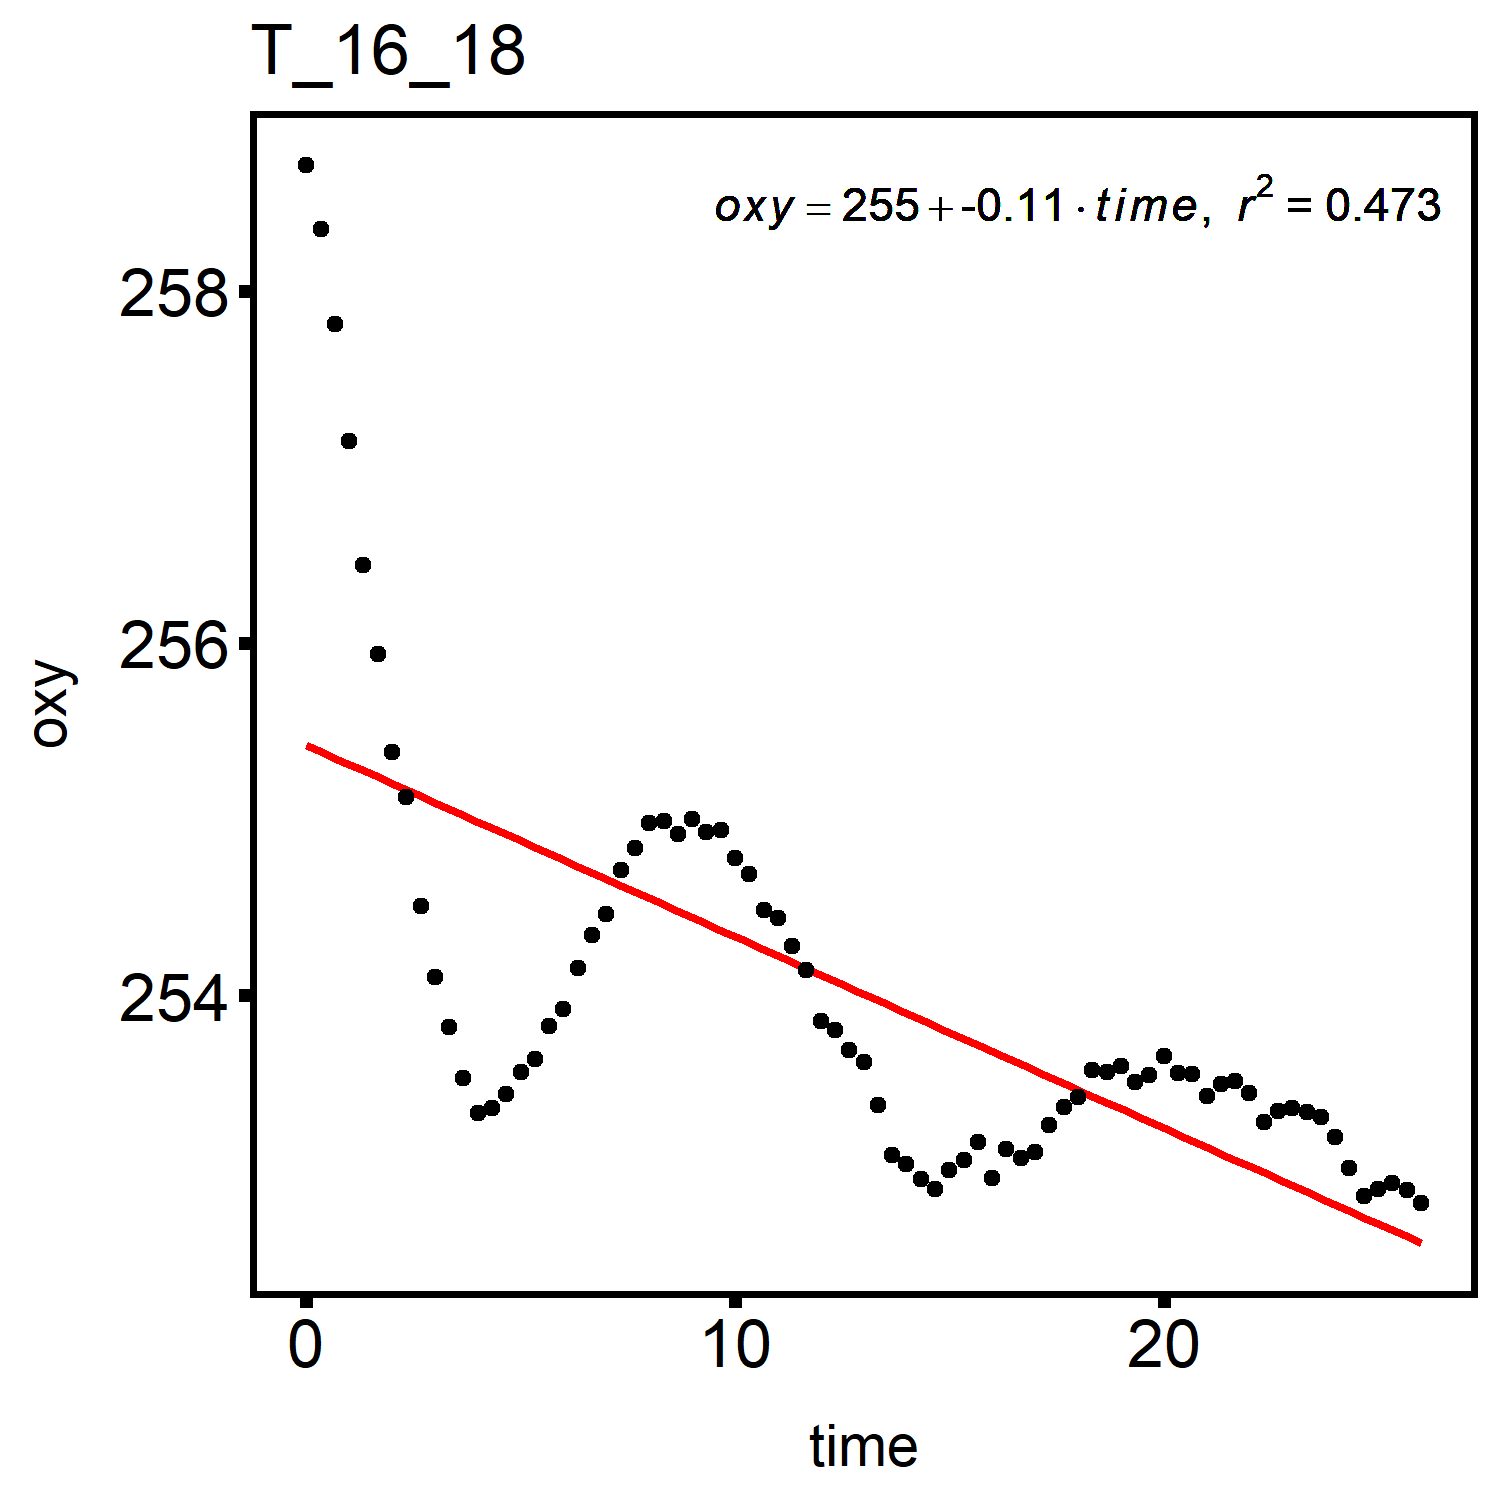 T_16_18
oxy = 255 + -0.11 · time, r² = 0.473
258
256
254
oxy
0 10 20
time